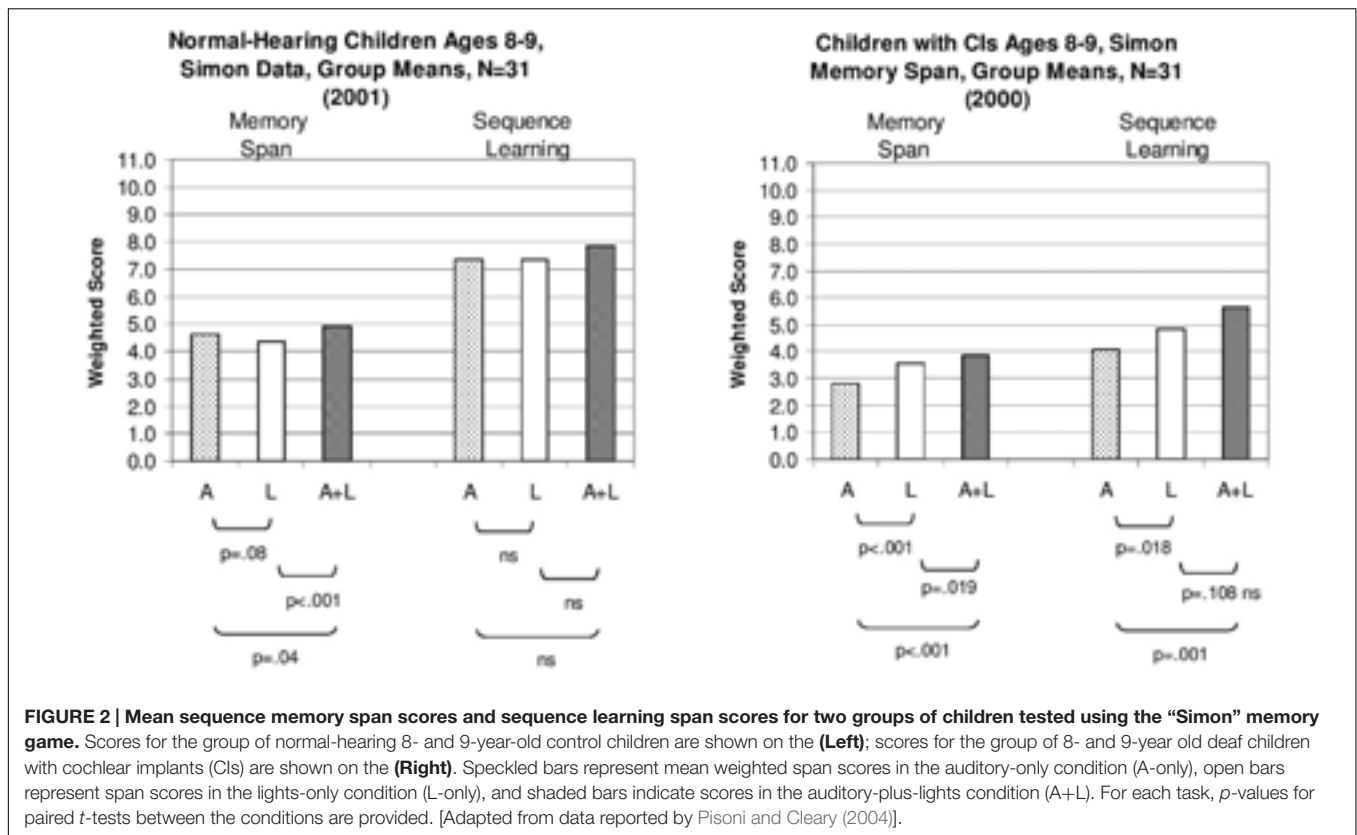 Normal-Hearing Children Ages 8-9,
Simon Data, Group Means, N=31
(2001)
Memory
Span
Sequence
Learning
11.0
10.0
9.0
8.0
7.0
6.0
5.0
4.0
3.0
2.0
1.0
0.0
Weighted Score
A L A+L A L A+L
p=.08
p<.001
p=.04
ns
ns
ns
Children with CIs Ages 8-9, Simon
Memory Span, Group Means, N=31
(2000)
Memory
Span
Sequence
Learning
11.0
10.0
9.0
8.0
7.0
6.0
5.0
4.0
3.0
2.0
1.0
0.0
Weighted Score
A L A+L A L A+L
p<.001
p=.019
p<.001
p=.018
p=.108 ns
p=.001
FIGURE 2 | Mean sequence memory span scores and sequence learning span scores for two groups of children tested using the “Simon” memory
game. Scores for the group of normal-hearing 8- and 9-year-old control children are shown on the (Left); scores for the group of 8- and 9-year old deaf children
with cochlear implants (CIs) are shown on the (Right). Speckled bars represent mean weighted span scores in the auditory-only condition (A-only), open bars
represent span scores in the lights-only condition (L-only), and shaded bars indicate scores in the auditory-plus-lights condition (A+L). For each task, p-values for
paired t-tests between the conditions are provided. [Adapted from data reported by Pisoni and Cleary (2004)].